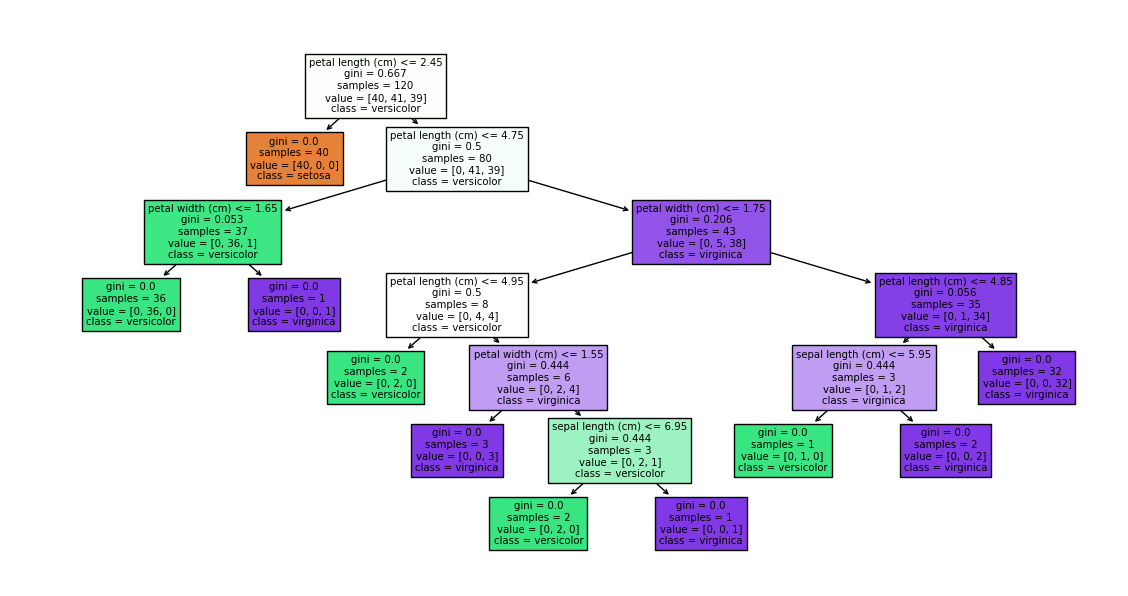 petal length (cm) <= 2.45
gini = 0.667
samples = 120
value = [40, 41, 39]
class = versicolor
gini = 0.0
samples = 40
value = [40, 0, 0]
class = setosa
petal length (cm) <= 4.75
gini = 0.5
samples = 80
value = [0, 41, 39]
class = versicolor
petal width (cm) <= 1.65
gini = 0.053
samples = 37
value = [0, 36, 1]
class = versicolor
petal width (cm) <= 1.75
gini = 0.206
samples = 43
value = [0, 5, 38]
class = virginica
gini = 0.0
samples = 36
value = [0, 36, 0]
class = versicolor
gini = 0.0
samples = 1
value = [0, 0, 1]
class = virginica
petal length (cm) <= 4.95
gini = 0.5
samples = 8
value = [0, 4, 4]
class = versicolor
petal length (cm) <= 4.85
gini = 0.056
samples = 35
value = [0, 1, 34]
class = virginica
gini = 0.0
samples = 2
value = [0, 2, 0]
class = versicolor
petal width (cm) <= 1.55
gini = 0.444
samples = 6
value = [0, 2, 4]
class = virginica
sepal length (cm) <= 5.95
gini = 0.444
samples = 3
value = [0, 1, 2]
class = virginica
gini = 0.0
samples = 32
value = [0, 0, 32]
class = virginica
gini = 0.0
samples = 3
value = [0, 0, 3]
class = virginica
sepal length (cm) <= 6.95
gini = 0.444
samples = 3
value = [0, 2, 1]
class = versicolor
gini = 0.0
samples = 1
value = [0, 1, 0]
class = versicolor
gini = 0.0
samples = 2
value = [0, 0, 2]
class = virginica
gini = 0.0
samples = 2
value = [0, 2, 0]
class = versicolor
gini = 0.0
samples = 1
value = [0, 0, 1]
class = virginica